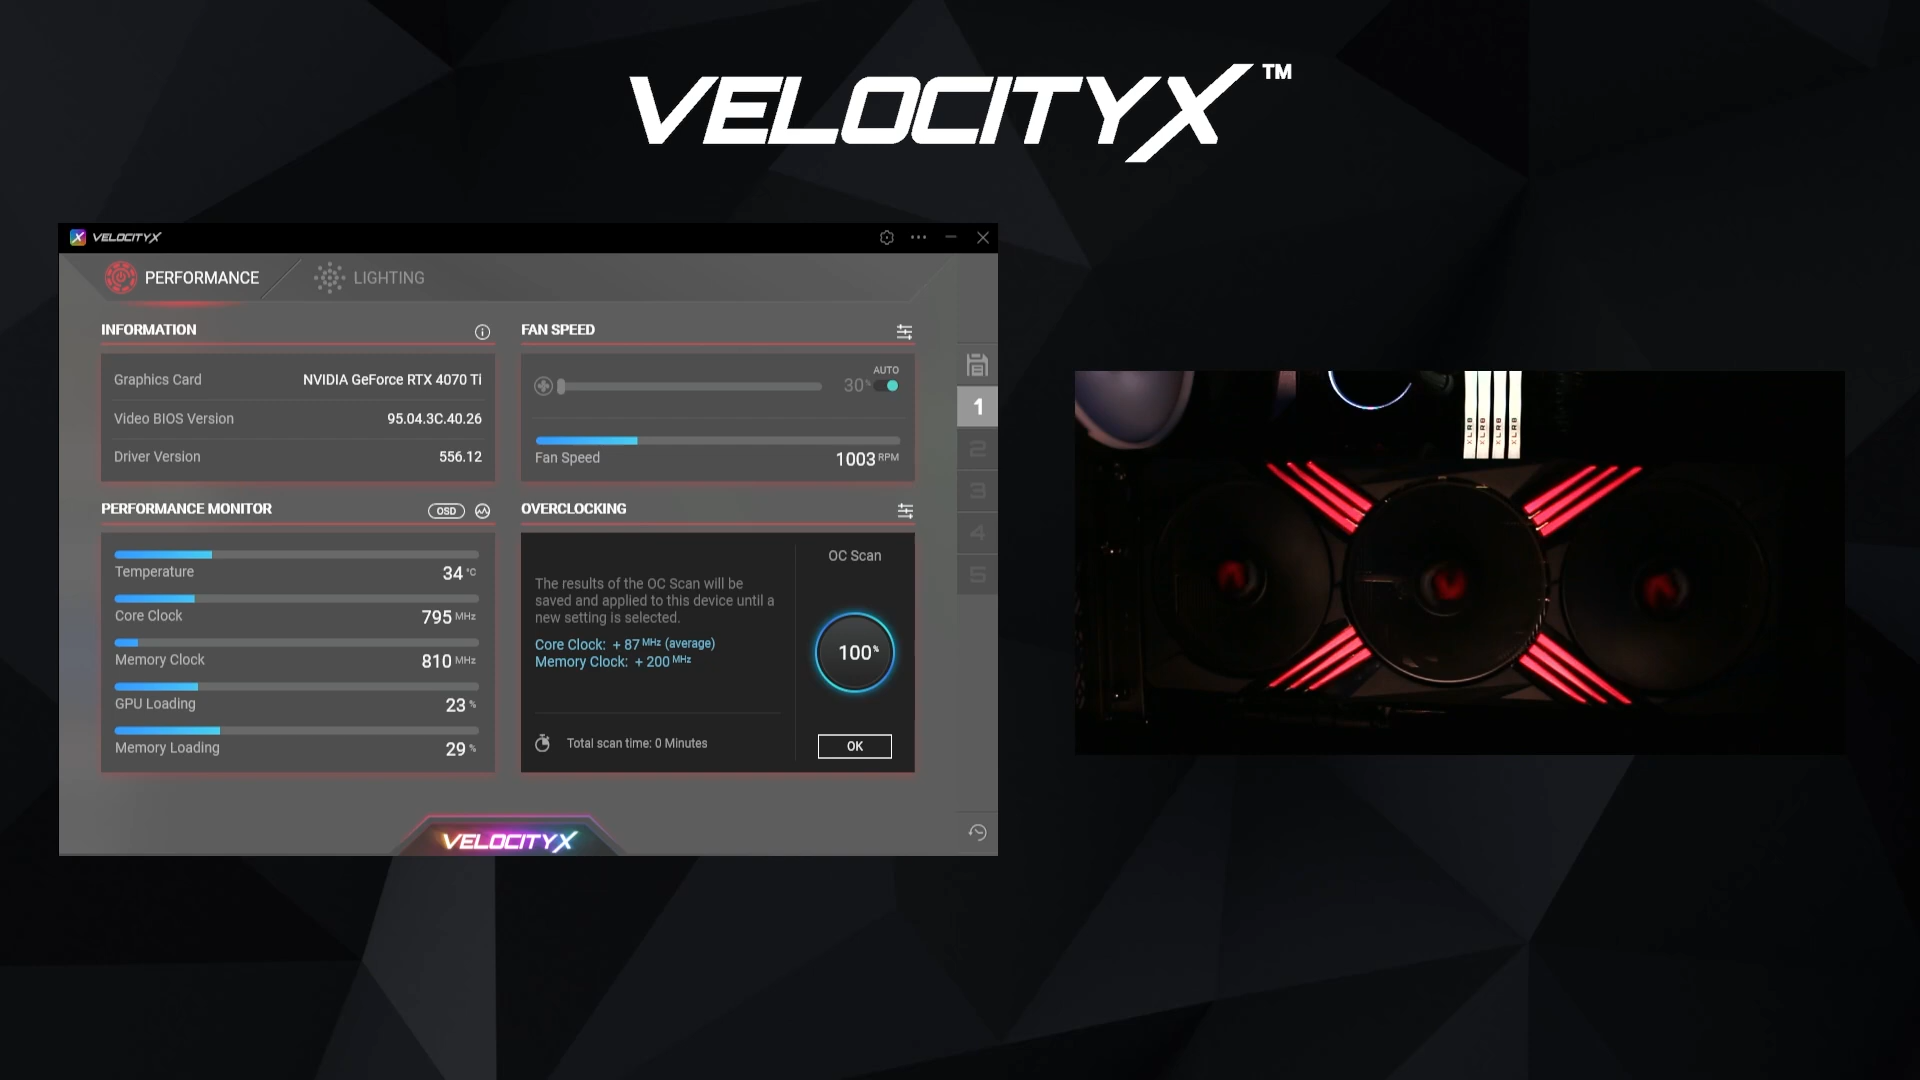 VELOCITYX™
VELOCITYX
PERFORMANCE
LIGHTING
INFORMATION
Graphics Card NVIDIA GeForce RTX 4070 Ti
Video BIOS Version 95.04.3C.40.26
Driver Version 556.12
FAN SPEED
AUTO
30%
Fan Speed 1003 RPM
PERFORMANCE MONITOR
OSD
Temperature 34 °C
Core Clock 795 MHz
Memory Clock 810 MHz
GPU Loading 23 %
Memory Loading 29 %
OVERCLOCKING
The results of the OC Scan will be
saved and applied to this device until a
new setting is selected.
Core Clock: + 87 MHz (average)
Memory Clock: + 200 MHz
Total scan time: 0 Minutes
OC Scan
100%
OK
1
2
3
4
5
VELOCITYX
XLR8
XLR8
XLR8
XLR8